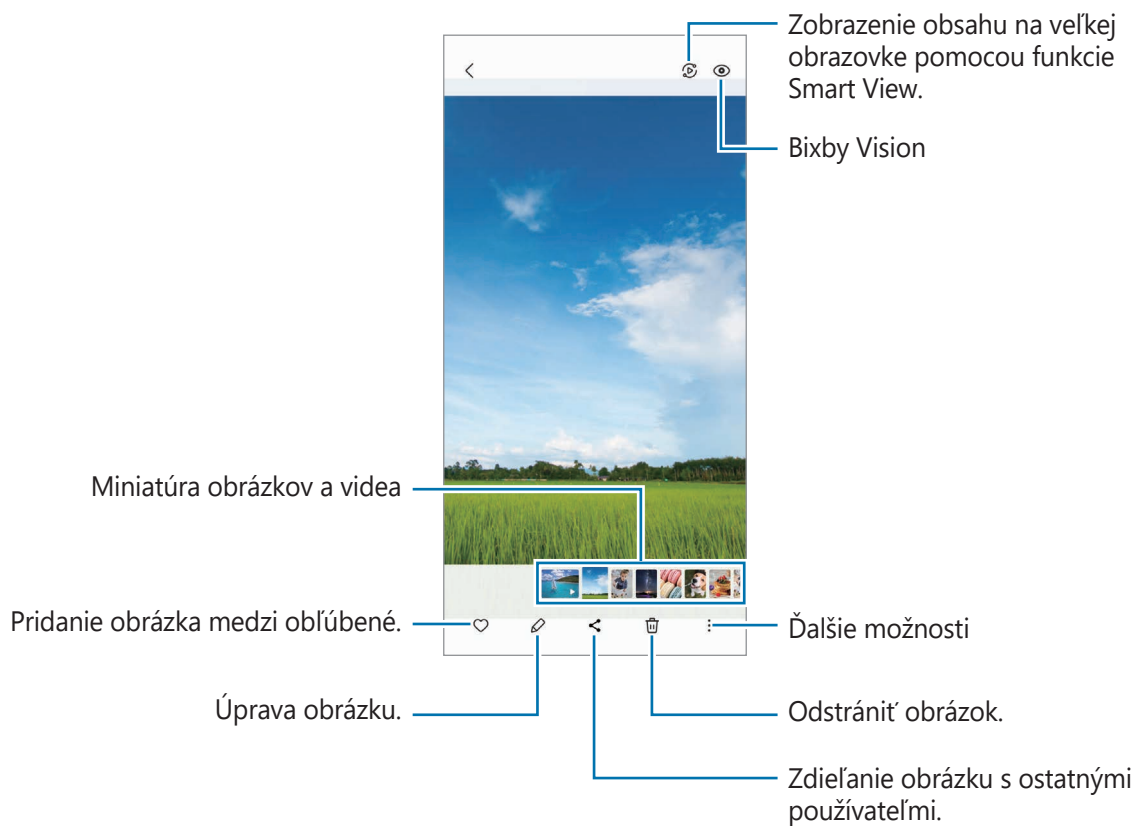 Zobrazenie obsahu na veľkej
obrazovke pomocou funkcie
Smart View.
Bixby Vision
Miniatúra obrázkov a videa
Pridanie obrázka medzi obľúbené.
Ďalšie možnosti
Úprava obrázku.
Odstrániť obrázok.
Zdieľanie obrázku s ostatnými
používateľmi.